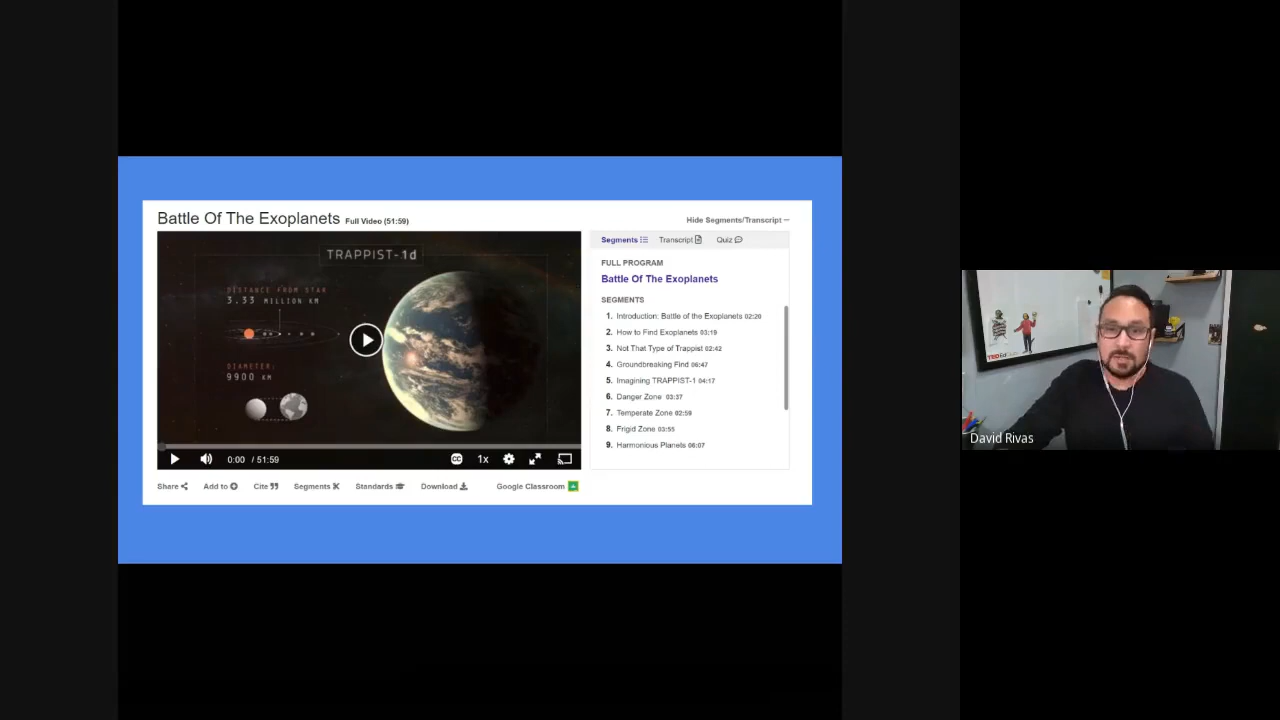 Battle Of The Exoplanets Full Video (51:59)
Hide Segments/Transcript –
TRAPPIST-1d
DISTANCE FROM STAR
3.33 MILLION KM
DIAMETER:
9900 KM
0:00 / 51:59
CC
1x
Share
Add to
Cite
Segments
Standards
Download
Google Classroom
Segments
Transcript
Quiz
FULL PROGRAM
Battle Of The Exoplanets
SEGMENTS
1. Introduction: Battle of the Exoplanets 02:20
2. How to Find Exoplanets 03:19
3. Not That Type of Trappist 02:42
4. Groundbreaking Find 06:47
5. Imagining TRAPPIST-1 04:17
6. Danger Zone 03:37
7. Temperate Zone 02:59
8. Frigid Zone 03:55
9. Harmonious Planets 06:07
TEDEd
David Rivas